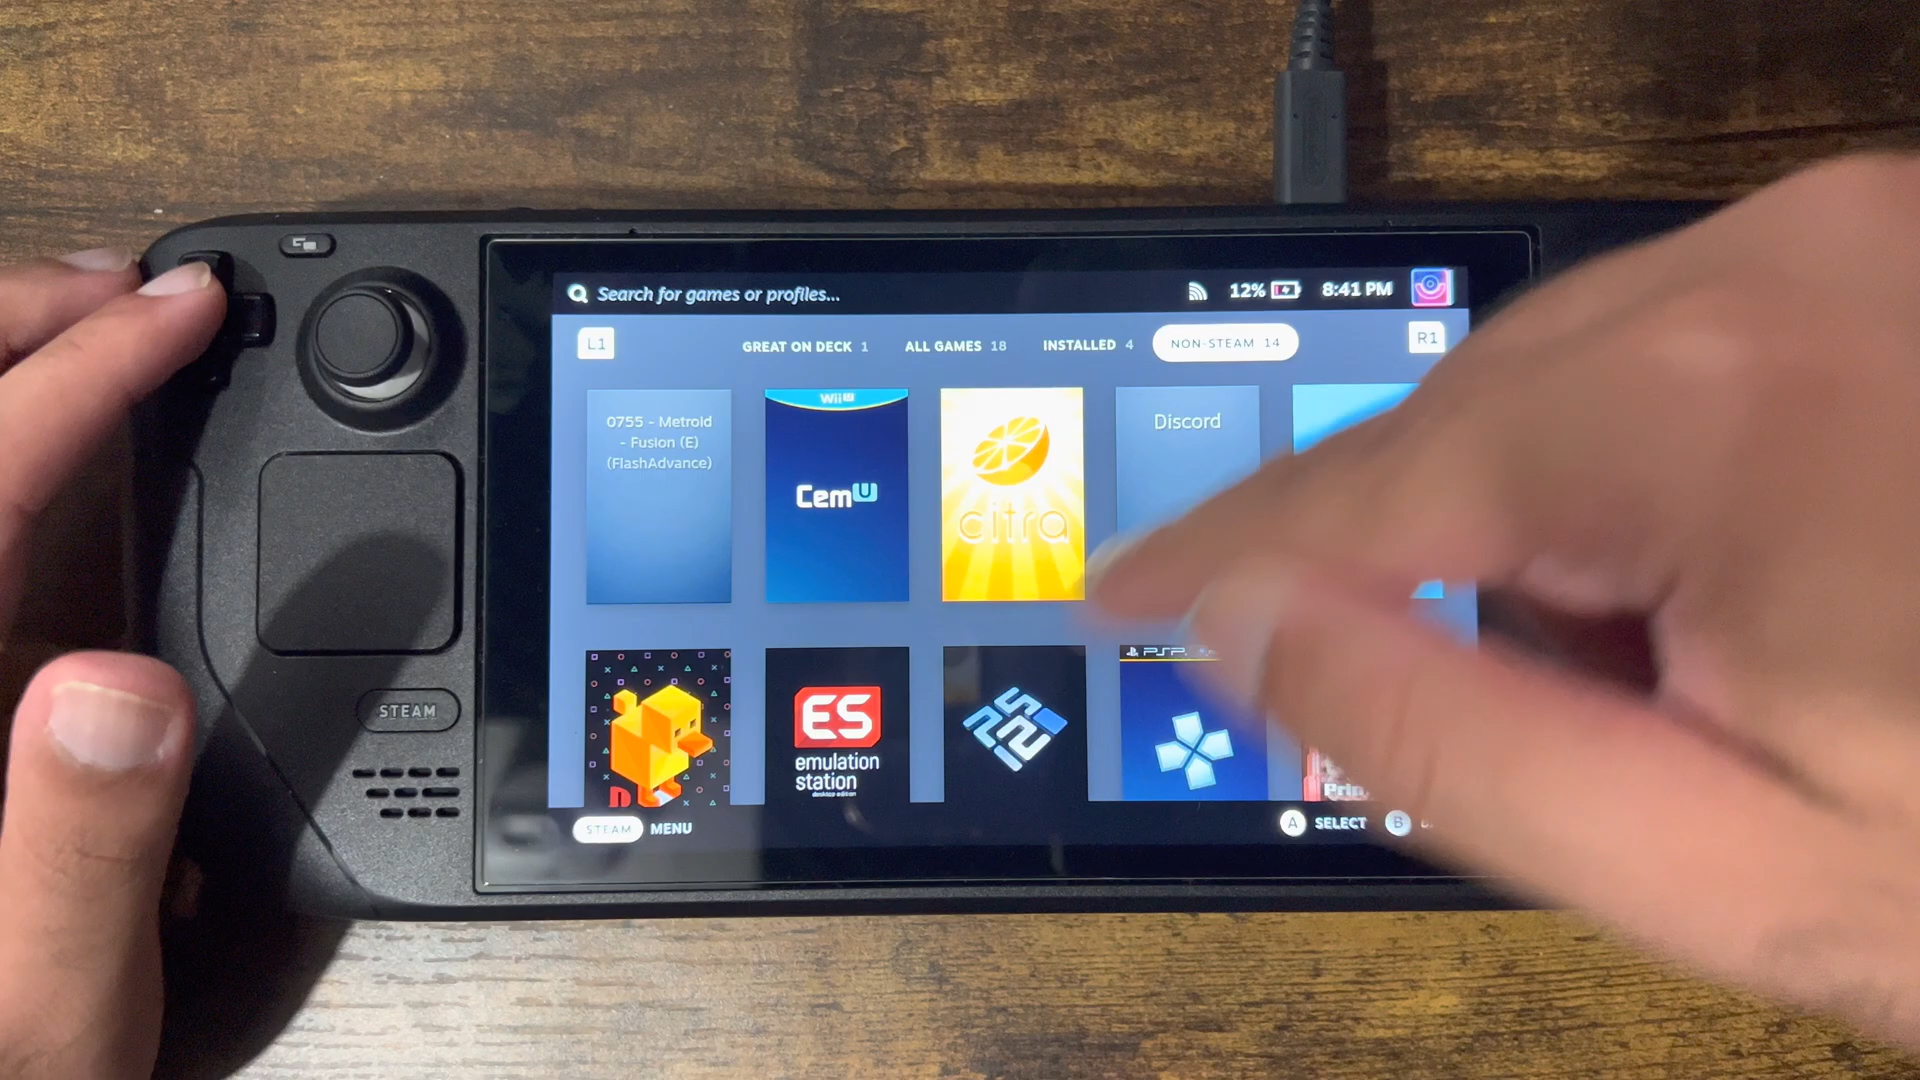 Search for games or profiles...
12%
8:41 PM
L1
GREAT ON DECK 1
ALL GAMES 18
INSTALLED 4
NON-STEAM 14
R1
0755 - Metroid
- Fusion (E)
(FlashAdvance)
Wii U
CemU
citra
Discord
ES
emulation
station
desktop edition
PSP
STEAM
STEAM MENU
A SELECT
B